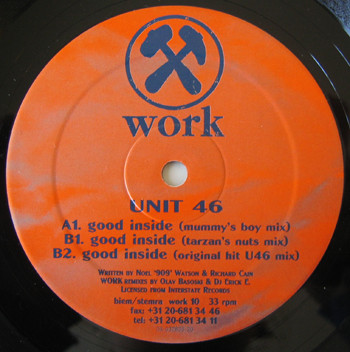 work
UNIT 46
A1. good inside (mummy's boy mix)
B1. good inside (tarzan's nuts mix)
B2. good inside (original hit U46 mix)
Written by Noel "909" Watson & Richard Cain
WORK remixes by Olav Basoski & Dj Erick E.
Licensed from Interstate Records
biem/stemra work 10 33 rpm
fax: +31 20-681 34 46
tel: +31 20-681 34 11